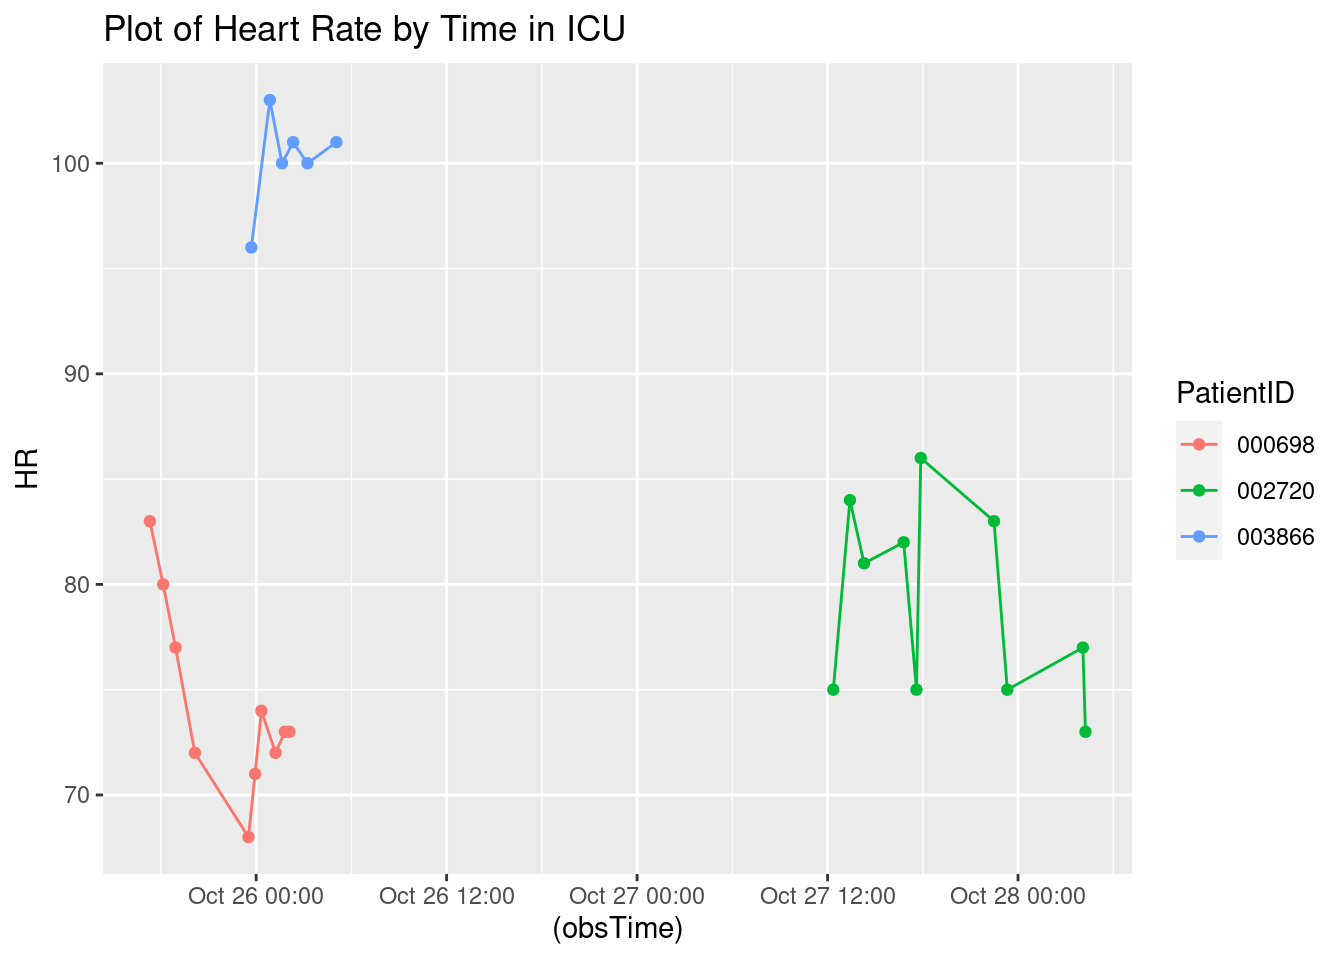 Plot of Heart Rate by Time in ICU
100
90
80
70
HR
Oct 26 00:00
Oct 26 12:00
Oct 27 00:00
Oct 27 12:00
Oct 28 00:00
(obsTime)
PatientID
000698
002720
003866